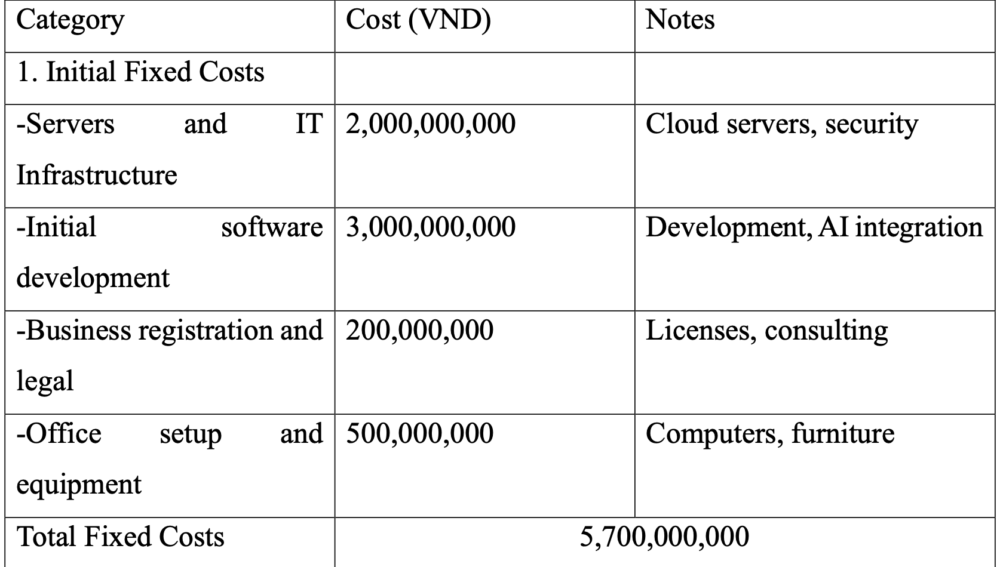 Category Cost (VND) Notes
1. Initial Fixed Costs
-Servers and IT 2,000,000,000 Cloud servers, security
Infrastructure
-Initial software 3,000,000,000 Development, AI integration
development
-Business registration and 200,000,000 Licenses, consulting
legal
-Office setup and 500,000,000 Computers, furniture
equipment
Total Fixed Costs 5,700,000,000